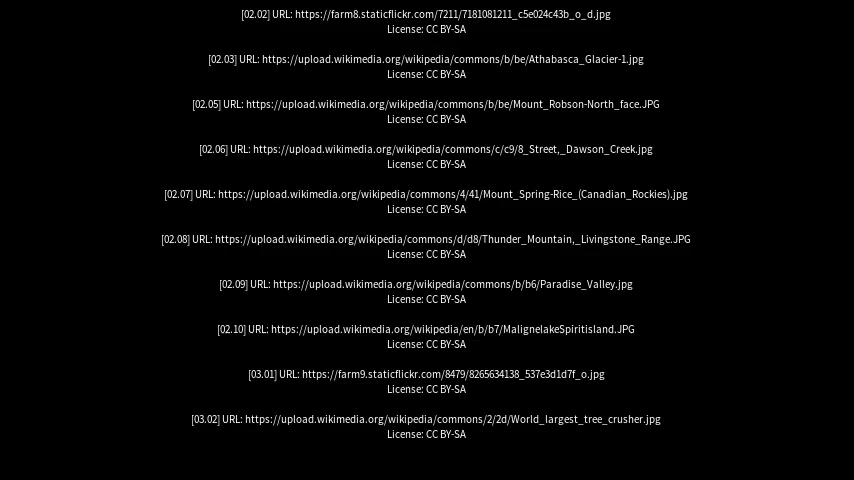 [02.02] URL: https://farm8.staticflickr.com/7211/7181081211_c5e024c43b_o_d.jpg
License: CC BY-SA
[02.03] URL: https://upload.wikimedia.org/wikipedia/commons/b/be/Athabasca_Glacier-1.jpg
License: CC BY-SA
[02.05] URL: https://upload.wikimedia.org/wikipedia/commons/b/be/Mount_Robson-North_face.JPG
License: CC BY-SA
[02.06] URL: https://upload.wikimedia.org/wikipedia/commons/c/c9/8_Street,_Dawson_Creek.jpg
License: CC BY-SA
[02.07] URL: https://upload.wikimedia.org/wikipedia/commons/4/41/Mount_Spring-Rice_(Canadian_Rockies).jpg
License: CC BY-SA
[02.08] URL: https://upload.wikimedia.org/wikipedia/commons/d/d8/Thunder_Mountain,_Livingstone_Range.JPG
License: CC BY-SA
[02.09] URL: https://upload.wikimedia.org/wikipedia/commons/b/b6/Paradise_Valley.jpg
License: CC BY-SA
[02.10] URL: https://upload.wikimedia.org/wikipedia/en/b/b7/MalignelakeSpiritisland.JPG
License: CC BY-SA
[03.01] URL: https://farm9.staticflickr.com/8479/8265634138_537e3d1d7f_o.jpg
License: CC BY-SA
[03.02] URL: https://upload.wikimedia.org/wikipedia/commons/2/2d/World_largest_tree_crusher.jpg
License: CC BY-SA